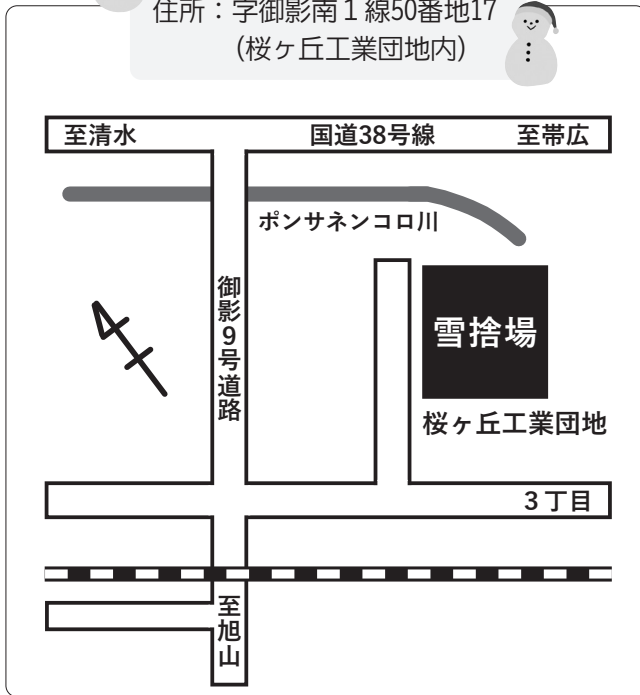 住所：字御影南１線50番地17
(桜ヶ丘工業団地内)
至清水
国道38号線
至帯広
ポンサネンコロ川
御影９号道路
雪捨場
桜ヶ丘工業団地
３丁目
至旭山